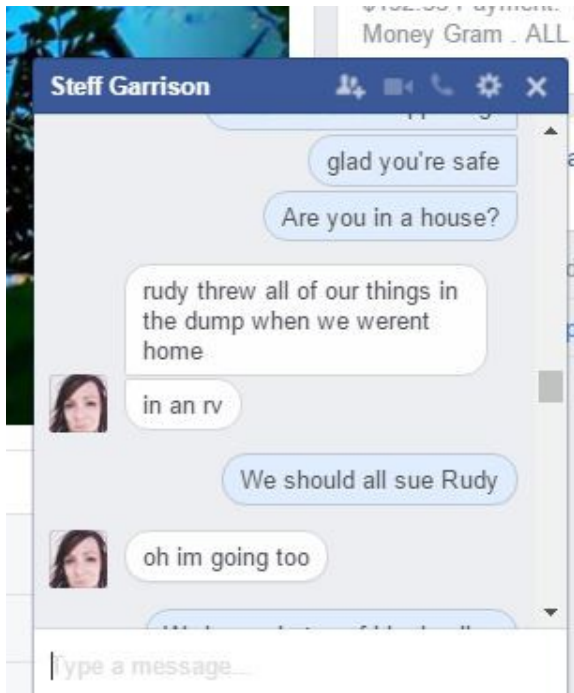 Money Gram . ALL
Steff Garrison
glad you're safe
Are you in a house?
rudy threw all of our things in
the dump when we werent
home
in an rv
We should all sue Rudy
oh im going too
Type a message...